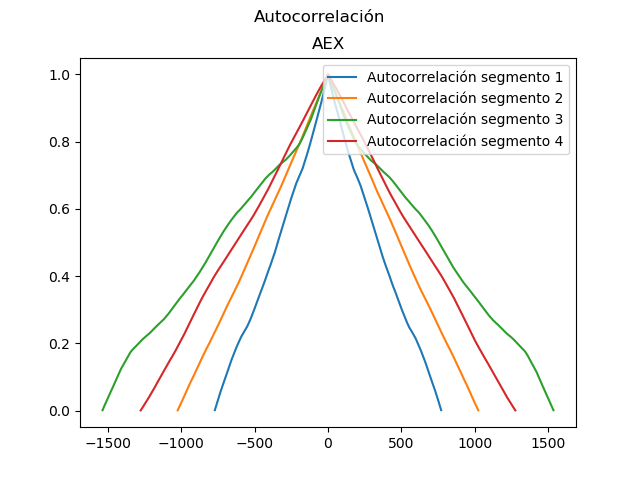 Autocorrelación
AEX
Autocorrelación segmento 1
Autocorrelación segmento 2
Autocorrelación segmento 3
Autocorrelación segmento 4
1.0
0.8
0.6
0.4
0.2
0.0
−1500 −1000 −500 0 500 1000 1500